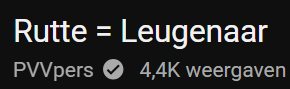 Rutte = Leugenaar
PVVpers 4,4K weergaven